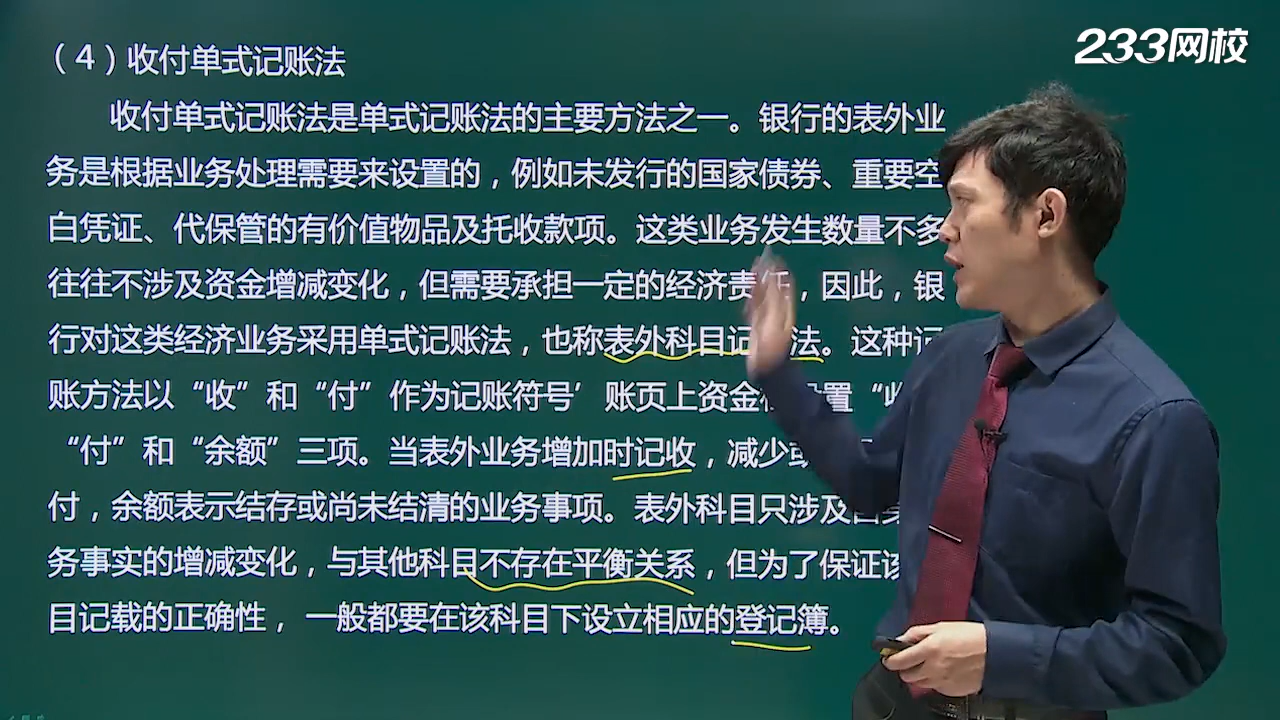 233网校
（4）收付单式记账法
收付单式记账法是单式记账法的主要方法之一。银行的表外业
务是根据业务处理需要来设置的，例如未发行的国家债券、重要空
白凭证、代保管的有价值物品及托收款项。这类业务发生数量不多
往往不涉及资金增减变化，但需要承担一定的经济责任，因此，银
行对这类经济业务采用单式记账法，也称表外科目记 法。这种记
账方法以“收”和“付”作为记账符号’账页上资金 设置“收
“付”和“余额”三项。当表外业务增加时记收，减少或
付，余额表示结存或尚未结清的业务事项。表外科目只涉及
务事实的增减变化，与其他科目不存在平衡关系，但为了保证该
目记载的正确性， 一般都要在该科目下设立相应的登记簿。